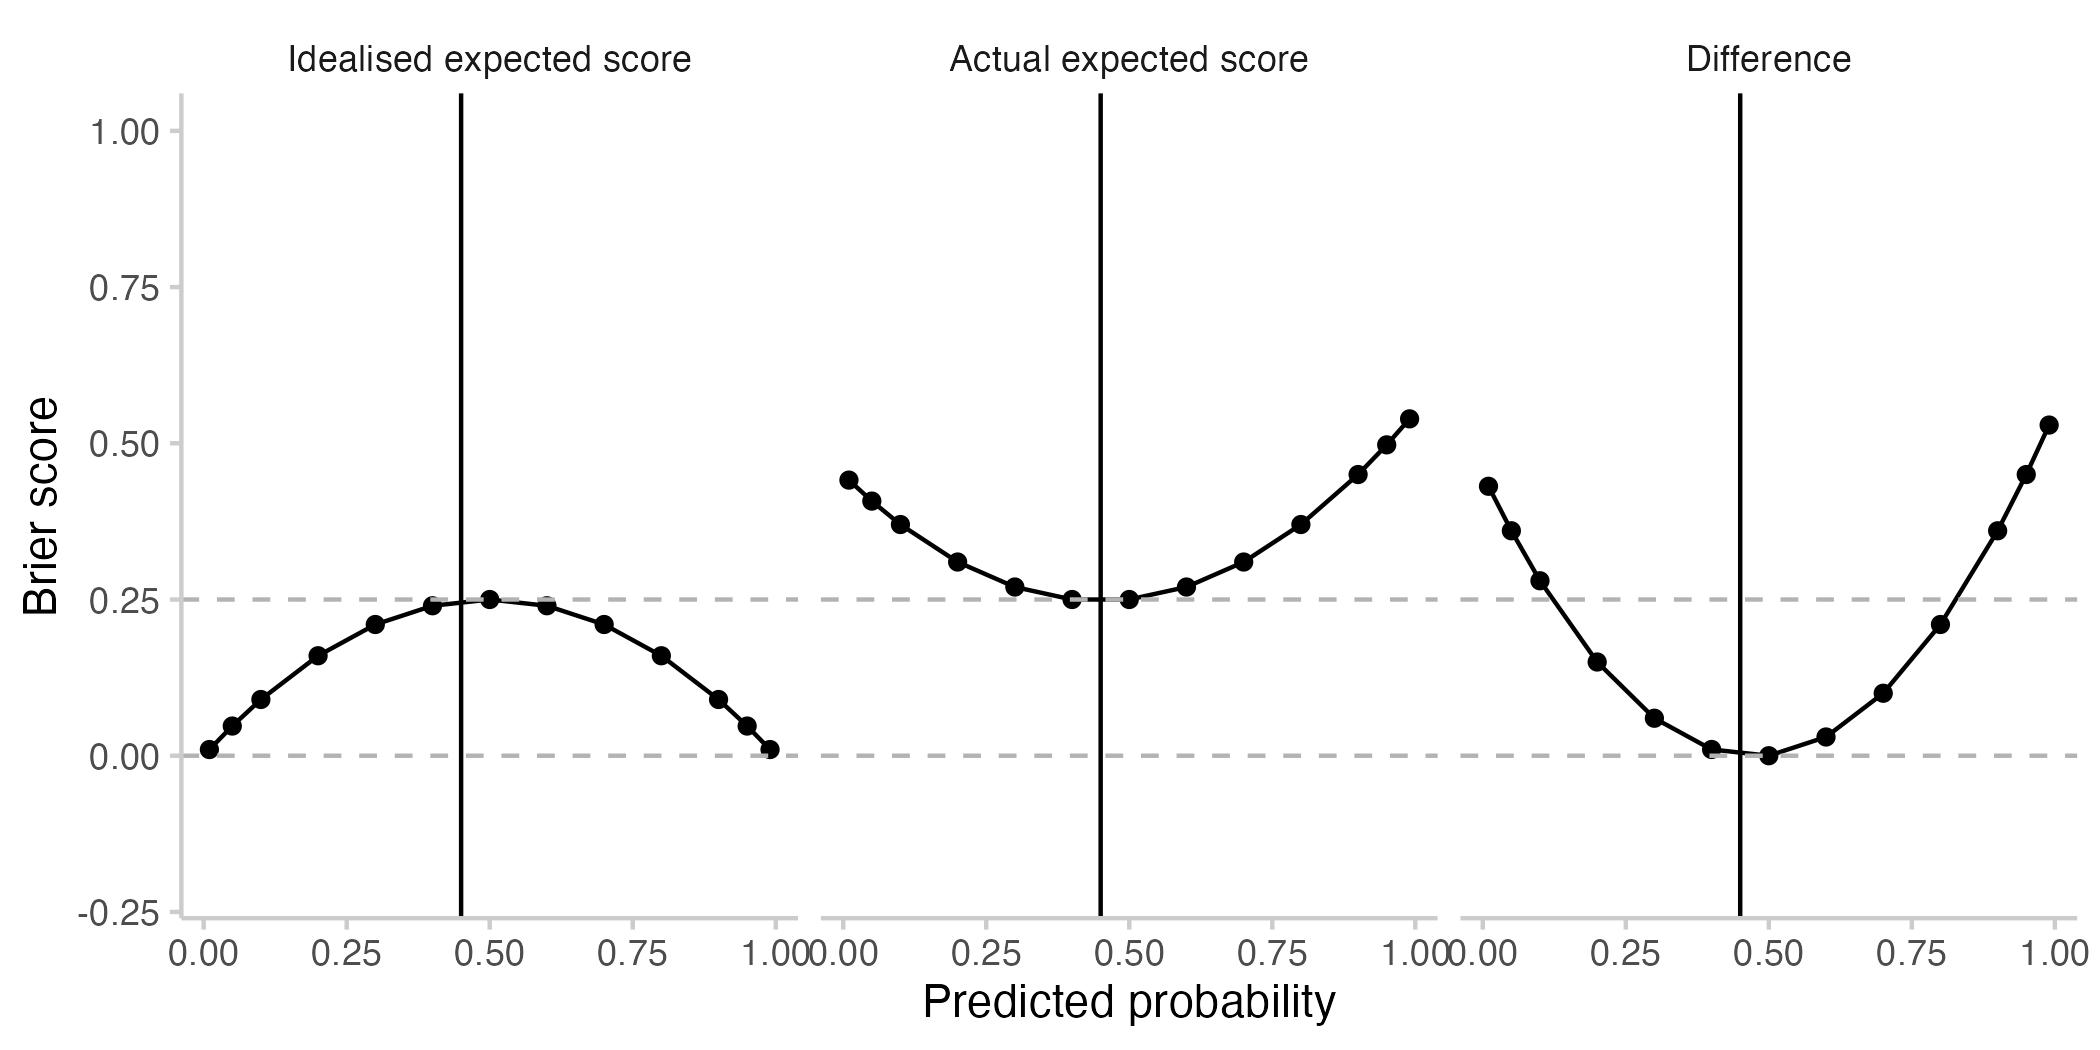 Idealised expected score
Actual expected score
Difference
Brier score
1.00
0.75
0.50
0.25
0.00
-0.25
0.00 0.25 0.50 0.75 1.00
0.00 0.25 0.50 0.75 1.00
0.00 0.25 0.50 0.75 1.00
Predicted probability